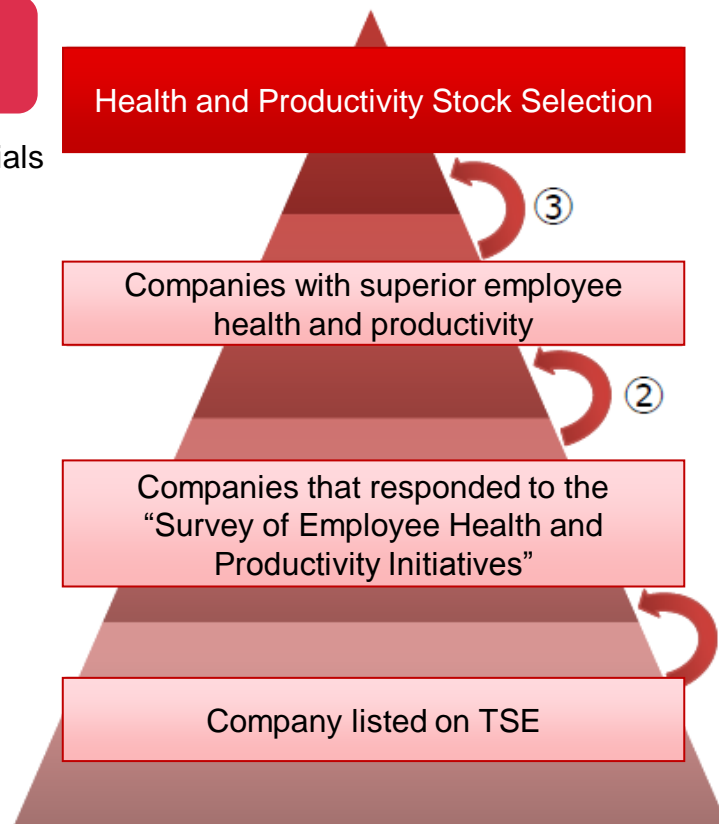 Health and Productivity Stock Selection
ials
③
Companies with superior employee
health and productivity
②
Companies that responded to the
“Survey of Employee Health and
Productivity Initiatives”
Company listed on TSE